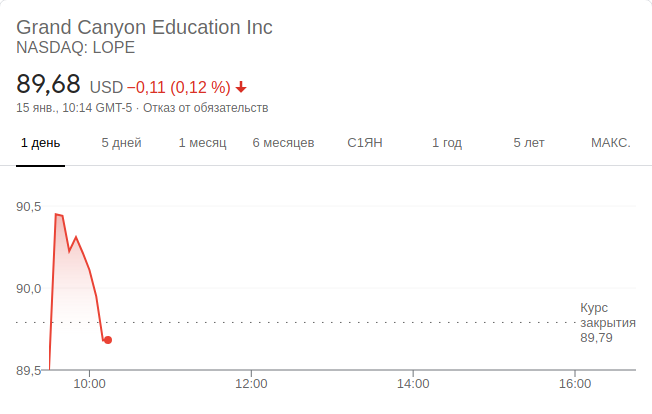 Grand Canyon Education Inc
NASDAQ: LOPE
89,68 USD −0,11 (0,12 %)
15 янв., 10:14 GMT-5 · Отказ от обязательств
1 день 5 дней 1 месяц 6 месяцев С1ЯН 1 год 5 лет МАКС.
90,5
90,0
Курс
закрытия
89,79
89,5
10:00 12:00 14:00 16:00